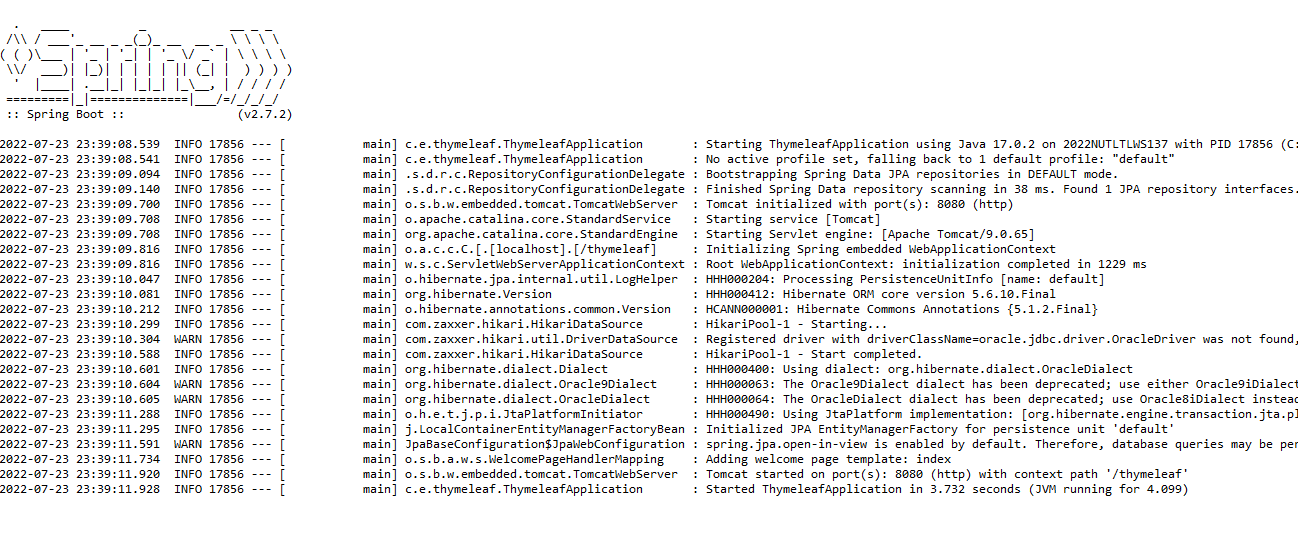 .   ____          _            __ _ _
 /\\ / ___'_ __ _ _(_)_ __  __ _ \ \ \ \
( ( )\___ | '_ | '_| | '_ \/ _` | \ \ \ \
 \\/  ___)| |_)| | | | | || (_| |  ) ) ) )
  '  |____| .__|_| |_|_| |_\__, | / / / /
 =========|_|==============|___/=/_/_/_/
 :: Spring Boot ::                (v2.7.2)
2022-07-23 23:39:08.539  INFO 17856 --- [           main] c.e.thymeleaf.ThymeleafApplication       : Starting ThymeleafApplication using Java 17.0.2 on 2022NUTLTLWS137 with PID 17856 (C:
2022-07-23 23:39:08.541  INFO 17856 --- [           main] c.e.thymeleaf.ThymeleafApplication       : No active profile set, falling back to 1 default profile: "default"
2022-07-23 23:39:09.094  INFO 17856 --- [           main] .s.d.r.c.RepositoryConfigurationDelegate : Bootstrapping Spring Data JPA repositories in DEFAULT mode.
2022-07-23 23:39:09.140  INFO 17856 --- [           main] .s.d.r.c.RepositoryConfigurationDelegate : Finished Spring Data repository scanning in 38 ms. Found 1 JPA repository interfaces.
2022-07-23 23:39:09.700  INFO 17856 --- [           main] o.s.b.w.embedded.tomcat.TomcatWebServer  : Tomcat initialized with port(s): 8080 (http)
2022-07-23 23:39:09.708  INFO 17856 --- [           main] o.apache.catalina.core.StandardService   : Starting service [Tomcat]
2022-07-23 23:39:09.708  INFO 17856 --- [           main] org.apache.catalina.core.StandardEngine  : Starting Servlet engine: [Apache Tomcat/9.0.65]
2022-07-23 23:39:09.816  INFO 17856 --- [           main] o.a.c.c.C.[.[localhost].[/thymeleaf]     : Initializing Spring embedded WebApplicationContext
2022-07-23 23:39:09.816  INFO 17856 --- [           main] w.s.c.ServletWebServerApplicationContext : Root WebApplicationContext: initialization completed in 1229 ms
2022-07-23 23:39:10.047  INFO 17856 --- [           main] o.hibernate.jpa.internal.util.LogHelper  : HHH000204: Processing PersistenceUnitInfo [name: default]
2022-07-23 23:39:10.081  INFO 17856 --- [           main] org.hibernate.Version                    : HHH000412: Hibernate ORM core version 5.6.10.Final
2022-07-23 23:39:10.212  INFO 17856 --- [           main] o.hibernate.annotations.common.Version   : HCANN000001: Hibernate Commons Annotations {5.1.2.Final}
2022-07-23 23:39:10.299  INFO 17856 --- [           main] com.zaxxer.hikari.HikariDataSource       : HikariPool-1 - Starting...
2022-07-23 23:39:10.304  WARN 17856 --- [           main] com.zaxxer.hikari.util.DriverDataSource  : Registered driver with driverClassName=oracle.jdbc.driver.OracleDriver was not found,
2022-07-23 23:39:10.588  INFO 17856 --- [           main] com.zaxxer.hikari.HikariDataSource       : HikariPool-1 - Start completed.
2022-07-23 23:39:10.601  INFO 17856 --- [           main] org.hibernate.dialect.Dialect            : HHH000400: Using dialect: org.hibernate.dialect.OracleDialect
2022-07-23 23:39:10.604  WARN 17856 --- [           main] org.hibernate.dialect.Oracle9Dialect     : HHH000063: The Oracle9Dialect dialect has been deprecated; use either Oracle9iDialect
2022-07-23 23:39:10.605  WARN 17856 --- [           main] org.hibernate.dialect.OracleDialect      : HHH000064: The OracleDialect dialect has been deprecated; use Oracle8iDialect instead
2022-07-23 23:39:11.288  INFO 17856 --- [           main] o.h.e.t.j.p.i.JtaPlatformInitiator       : HHH000490: Using JtaPlatform implementation: [org.hibernate.engine.transaction.jta.pl
2022-07-23 23:39:11.295  INFO 17856 --- [           main] j.LocalContainerEntityManagerFactoryBean : Initialized JPA EntityManagerFactory for persistence unit 'default'
2022-07-23 23:39:11.591  WARN 17856 --- [           main] JpaBaseConfiguration$JpaWebConfiguration : spring.jpa.open-in-view is enabled by default. Therefore, database queries may be per
2022-07-23 23:39:11.734  INFO 17856 --- [           main] o.s.b.a.w.s.WelcomePageHandlerMapping    : Adding welcome page template: index
2022-07-23 23:39:11.920  INFO 17856 --- [           main] o.s.b.w.embedded.tomcat.TomcatWebServer  : Tomcat started on port(s): 8080 (http) with context path '/thymeleaf'
2022-07-23 23:39:11.928  INFO 17856 --- [           main] c.e.thymeleaf.ThymeleafApplication       : Started ThymeleafApplication in 3.732 seconds (JVM running for 4.099)